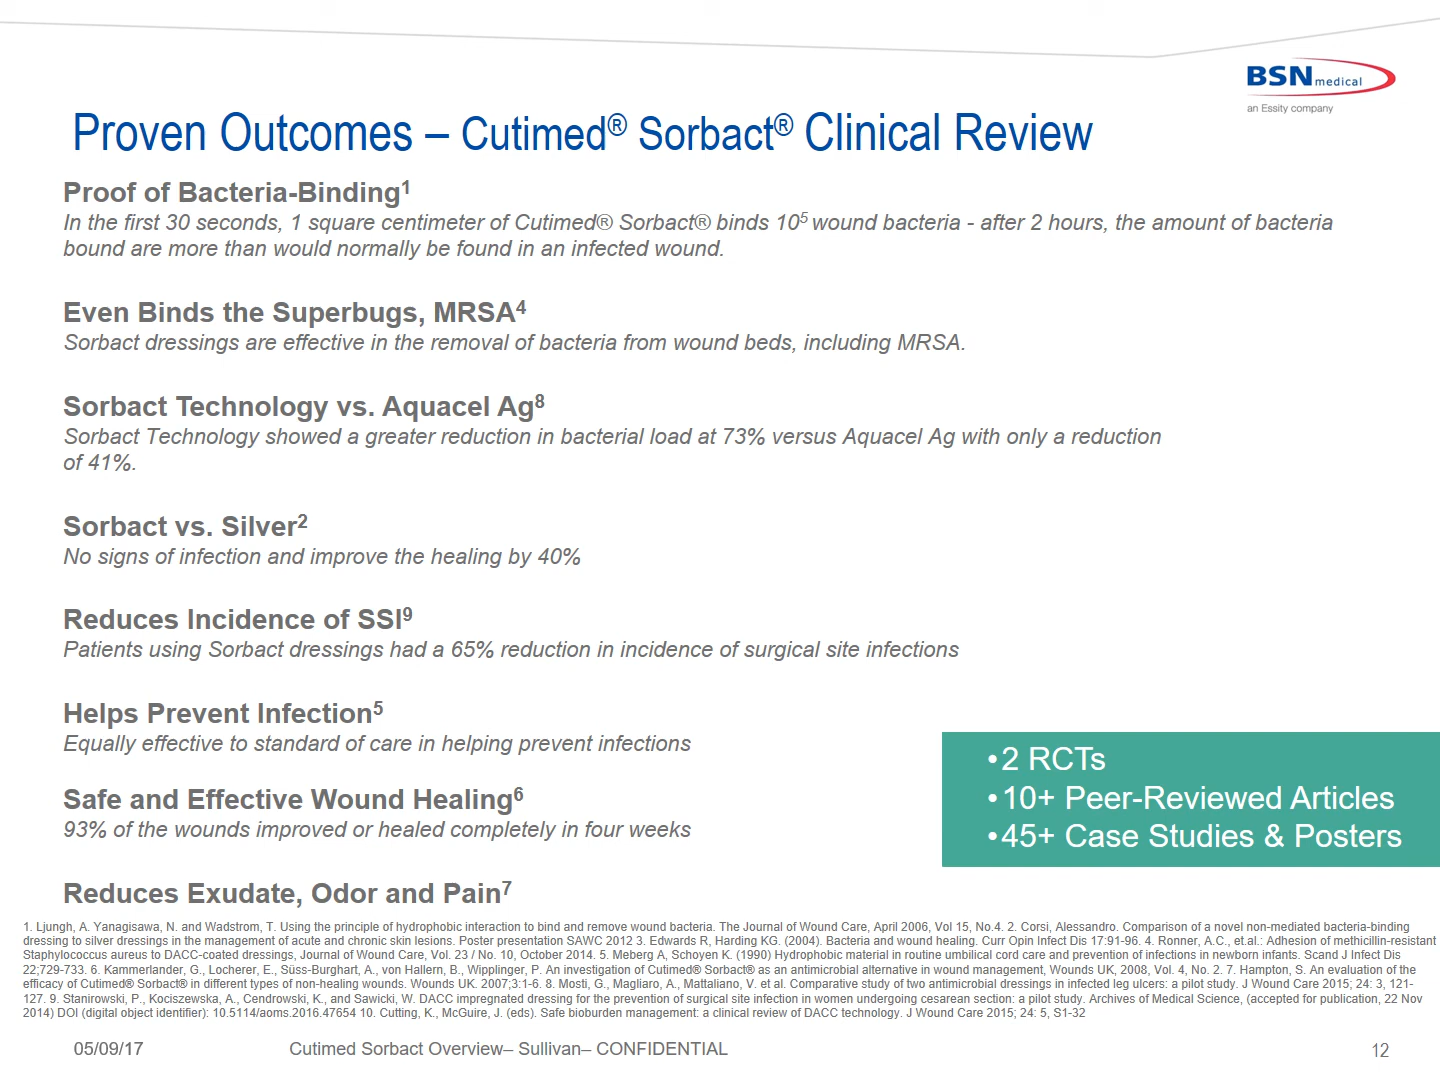 BSN medical
an Essity company
Proven Outcomes – Cutimed® Sorbact® Clinical Review
Proof of Bacteria-Binding1
In the first 30 seconds, 1 square centimeter of Cutimed® Sorbact® binds 105 wound bacteria - after 2 hours, the amount of bacteria
bound are more than would normally be found in an infected wound.
Even Binds the Superbugs, MRSA4
Sorbact dressings are effective in the removal of bacteria from wound beds, including MRSA.
Sorbact Technology vs. Aquacel Ag8
Sorbact Technology showed a greater reduction in bacterial load at 73% versus Aquacel Ag with only a reduction
of 41%.
Sorbact vs. Silver2
No signs of infection and improve the healing by 40%
Reduces Incidence of SSI9
Patients using Sorbact dressings had a 65% reduction in incidence of surgical site infections
Helps Prevent Infection5
Equally effective to standard of care in helping prevent infections
Safe and Effective Wound Healing6
93% of the wounds improved or healed completely in four weeks
Reduces Exudate, Odor and Pain7
•2 RCTs
•10+ Peer-Reviewed Articles
•45+ Case Studies & Posters
1. Ljungh, A. Yanagisawa, N. and Wadstrom, T. Using the principle of hydrophobic interaction to bind and remove wound bacteria. The Journal of Wound Care, April 2006, Vol 15, No.4. 2. Corsi, Alessandro. Comparison of a novel non-mediated bacteria-binding
dressing to silver dressings in the management of acute and chronic skin lesions. Poster presentation SAWC 2012 3. Edwards R, Harding KG. (2004). Bacteria and wound healing. Curr Opin Infect Dis 17:91-96. 4. Ronner, A.C., et.al.: Adhesion of methicillin-resistant
Staphylococcus aureus to DACC-coated dressings, Journal of Wound Care, Vol. 23 / No. 10, October 2014. 5. Meberg A, Schoyen K. (1990) Hydrophobic material in routine umbilical cord care and prevention of infections in newborn infants. Scand J Infect Dis
22;729-733. 6. Kammerlander, G., Locherer, E., Süss-Burghart, A., von Hallern, B., Wipplinger, P. An investigation of Cutimed® Sorbact® as an antimicrobial alternative in wound management, Wounds UK, 2008, Vol. 4, No. 2. 7. Hampton, S. An evaluation of the
efficacy of Cutimed® Sorbact® in different types of non-healing wounds. Wounds UK. 2007;3:1-6. 8. Mosti, G., Magliaro, A., Mattaliano, V. et al. Comparative study of two antimicrobial dressings in infected leg ulcers: a pilot study. J Wound Care 2015; 24: 3, 121-
127. 9. Stanirowski, P., Kociszewska, A., Cendrowski, K., and Sawicki, W. DACC impregnated dressing for the prevention of surgical site infection in women undergoing cesarean section: a pilot study. Archives of Medical Science, (accepted for publication, 22 Nov
2014) DOI (digital object identifier): 10.5114/aoms.2016.47654 10. Cutting, K., McGuire, J. (eds). Safe bioburden management: a clinical review of DACC technology. J Wound Care 2015; 24: 5, S1-32
05/09/17
Cutimed Sorbact Overview– Sullivan– CONFIDENTIAL
12